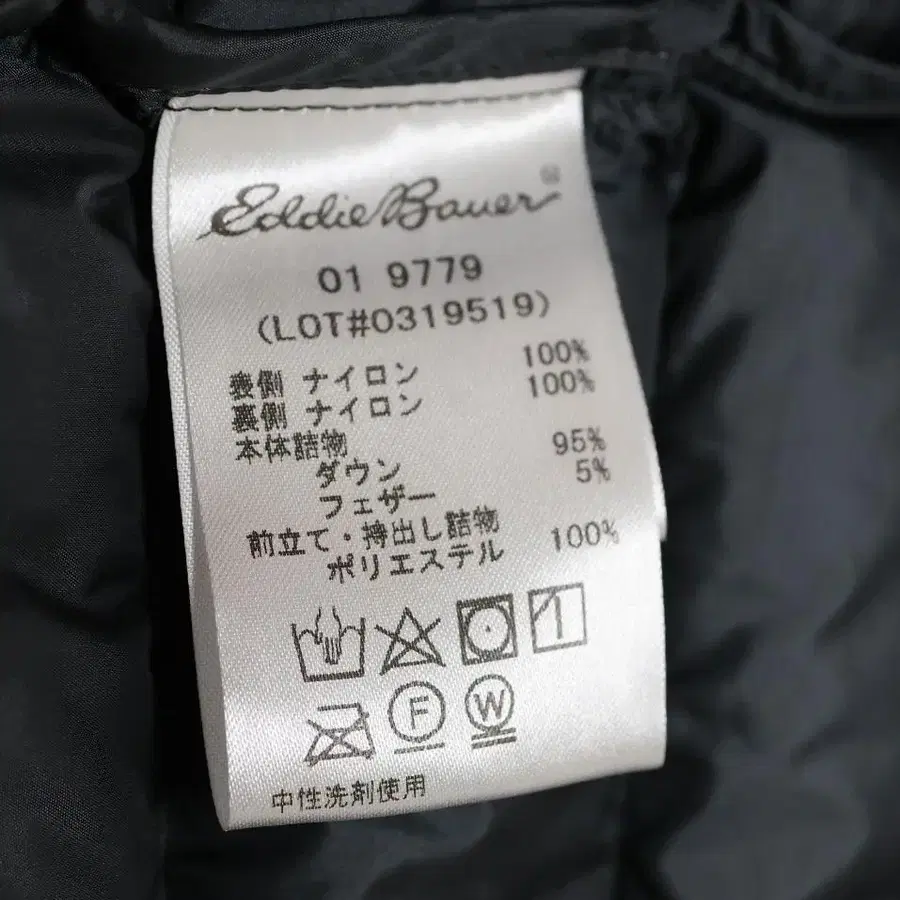 Eddie Bauer®
01 9779
(LOT#0319519)
表側 ナイロン 100%
裏側 ナイロン 100%
本体詰物
ダウン 95%
フェザー 5%
前立て・持出し詰物
ポリエステル 100%
F
W
中性洗剤使用